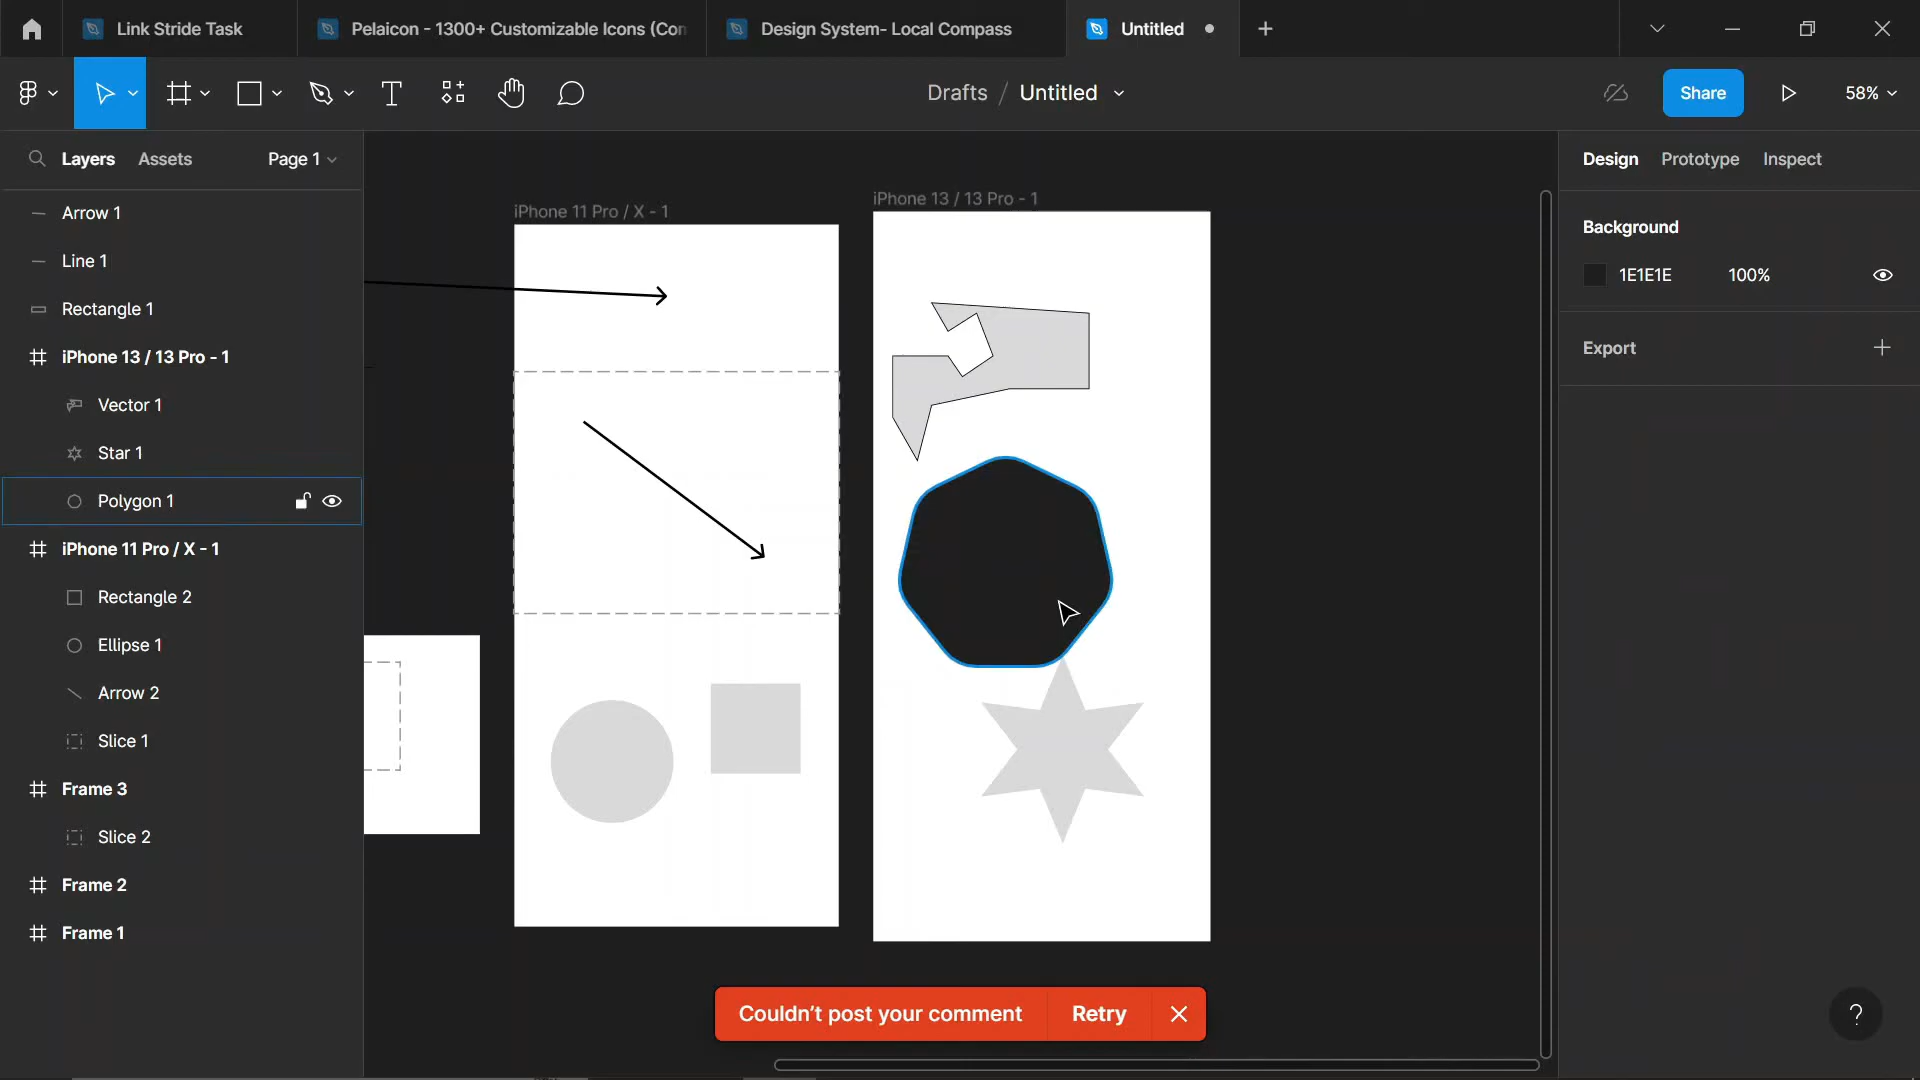 Link Stride Task
Pelaicon - 1300+ Customizable Icons (Con
Design System- Local Compass
Untitled
Drafts / Untitled
Share
58%
Layers
Assets
Page 1
Arrow 1
Line 1
Rectangle 1
iPhone 13 / 13 Pro - 1
Vector 1
Star 1
Polygon 1
iPhone 11 Pro / X - 1
Rectangle 2
Ellipse 1
Arrow 2
Slice 1
Frame 3
Slice 2
Frame 2
Frame 1
iPhone 11 Pro / X - 1
iPhone 13 / 13 Pro - 1
Couldn't post your comment
Retry
Design
Prototype
Inspect
Background
1E1E1E
100%
Export
?